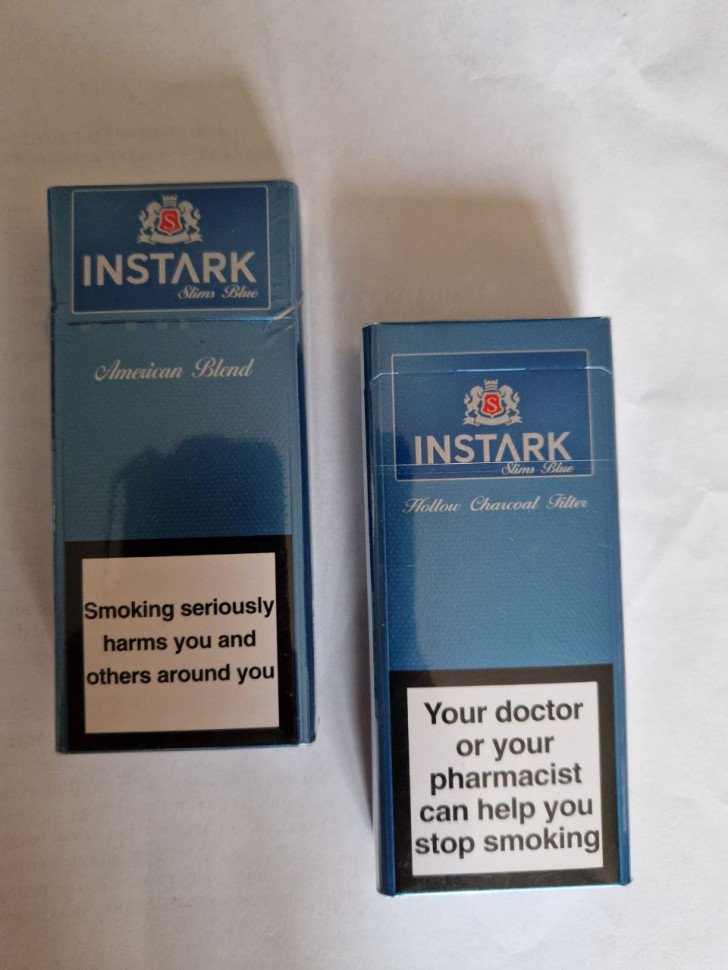 S
INSTARK
Slims Blue
American Blend
Smoking seriously
harms you and
others around you
S
INSTARK
Slims Blue
Hollow Charcoal Filter
Your doctor
or your
pharmacist
can help you
stop smoking